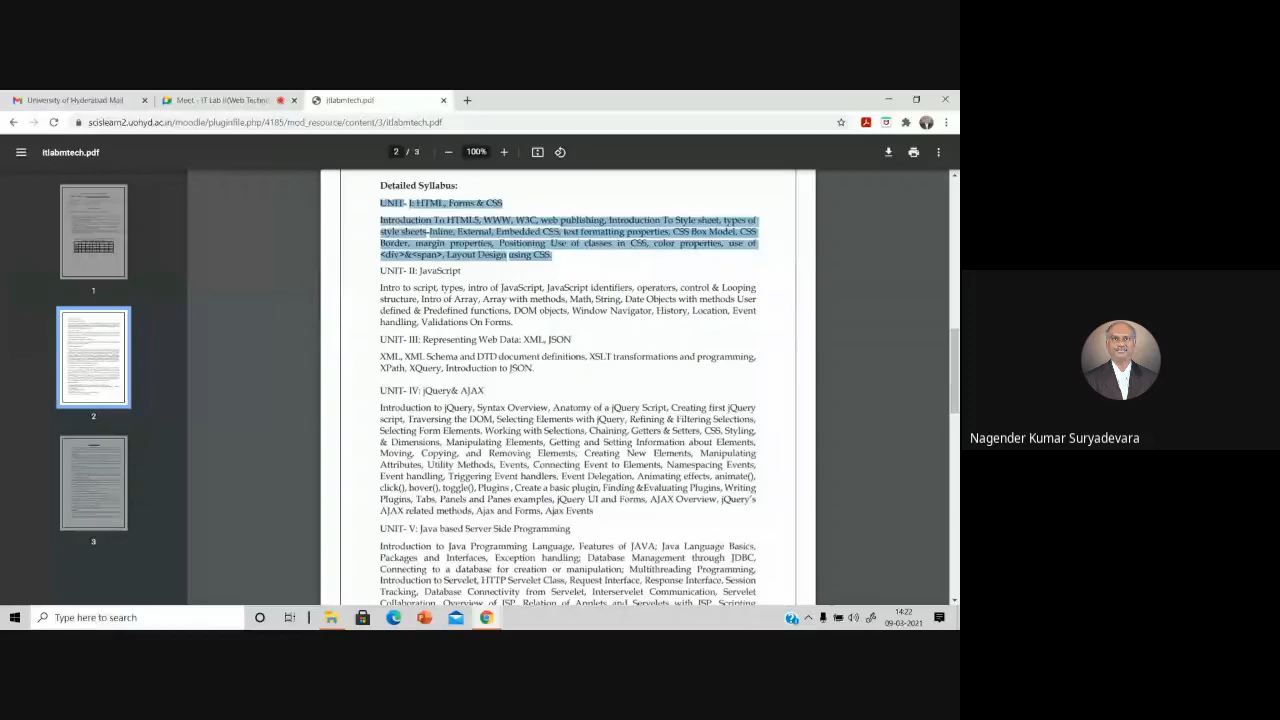 University of Hyderabad Mail
Meet - IT Lab II(Web Techno
itlabmtech.pdf
scislearn2.uohyd.ac.in/moodle/pluginfile.php/4185/mod_resource/content/3/itlabmtech.pdf
itlabmtech.pdf
2 / 3
100%
1
2
3
Detailed Syllabus:
UNIT- I: HTML, Forms & CSS
Introduction To HTML5, WWW, W3C, web publishing, Introduction To Style sheet, types of
style sheets-Inline, External, Embedded CSS, text formatting properties, CSS Box Model, CSS
Border, margin properties, Positioning Use of classes in CSS, color properties, use of
<div>&<span>, Layout Design using CSS.
UNIT- II: JavaScript
Intro to script, types, intro of JavaScript, JavaScript identifiers, operators, control & Looping
structure, Intro of Array, Array with methods, Math, String, Date Objects with methods User
defined & Predefined functions, DOM objects, Window Navigator, History, Location, Event
handling, Validations On Forms.
UNIT- III: Representing Web Data: XML, JSON
XML, XML Schema and DTD document definitions, XSLT transformations and programming,
XPath, XQuery, Introduction to JSON.
UNIT- IV: jQuery& AJAX
Introduction to jQuery, Syntax Overview, Anatomy of a jQuery Script, Creating first jQuery
script, Traversing the DOM, Selecting Elements with jQuery, Refining & Filtering Selections,
Selecting Form Elements, Working with Selections, Chaining, Getters & Setters, CSS, Styling,
& Dimensions, Manipulating Elements, Getting and Setting Information about Elements,
Moving, Copying, and Removing Elements, Creating New Elements, Manipulating
Attributes, Utility Methods, Events, Connecting Event to Elements, Namespacing Events,
Event handling, Triggering Event handlers, Event Delegation, Animating effects, animate(),
click(), hover(), toggle(), Plugins , Create a basic plugin, Finding &Evaluating Plugins, Writing
Plugins, Tabs, Panels and Panes examples, jQuery UI and Forms, AJAX Overview, jQuery's
AJAX related methods, Ajax and Forms, Ajax Events
UNIT- V: Java based Server Side Programming
Introduction to Java Programming Language, Features of JAVA; Java Language Basics,
Packages and Interfaces, Exception handling; Database Management through JDBC,
Connecting to a database for creation or manipulation; Multithreading Programming,
Introduction to Servlet, HTTP Servlet Class, Request Interface, Response Interface, Session
Tracking, Database Connectivity from Servlet, Interservelet Communication, Servlet
Collaboration, Overview of JSP, Relation of Applets and Servelets with JSP, Scripting
Type here to search
14:22
09-03-2021
Nagender Kumar Suryadevara